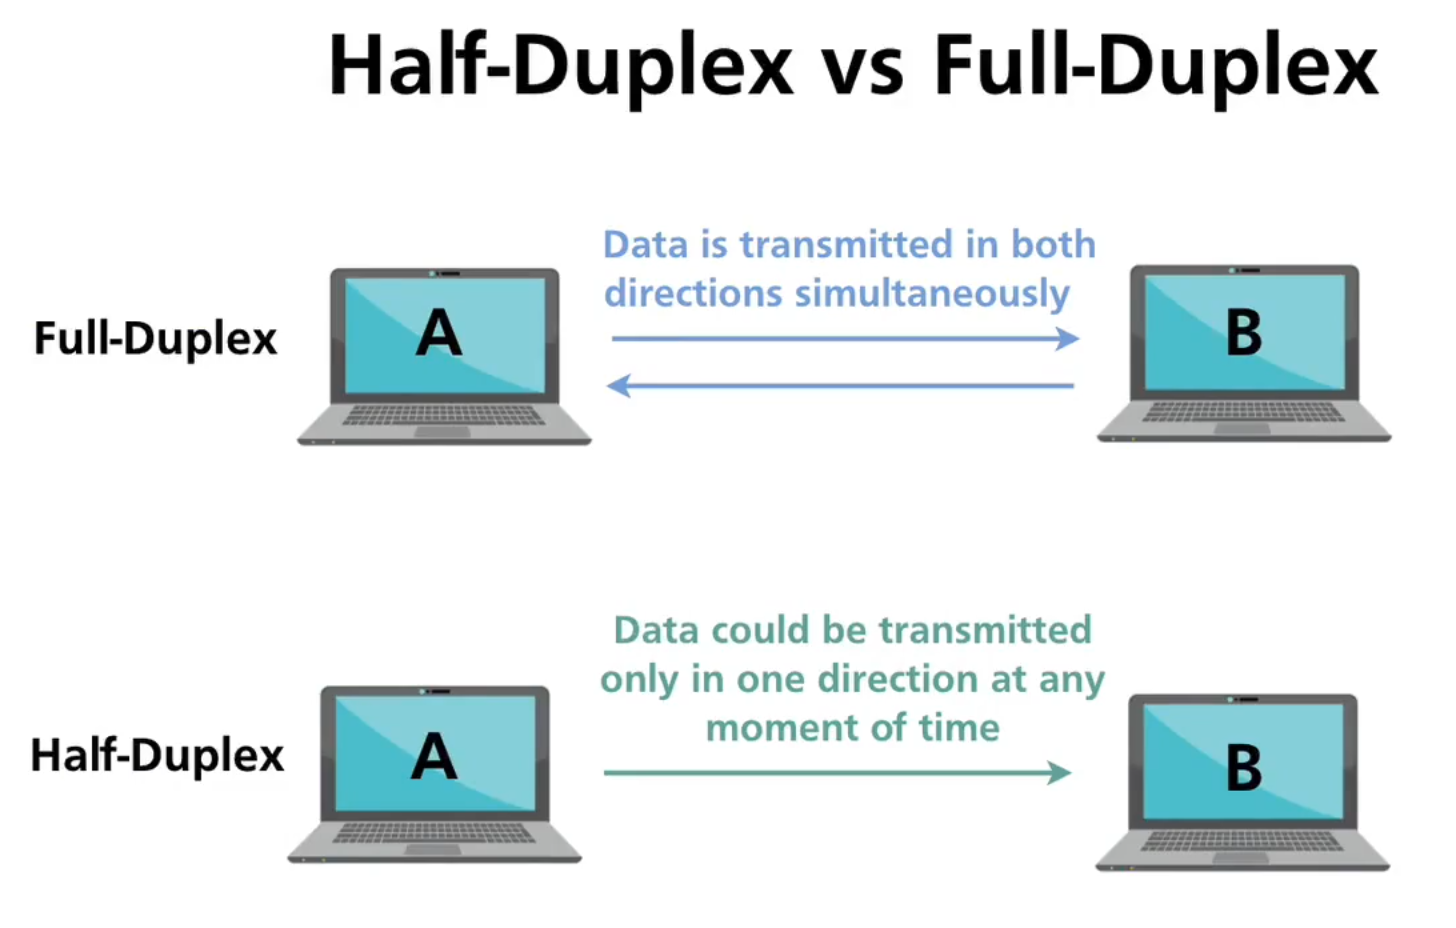 Half-Duplex vs Full-Duplex
Full-Duplex
A
Data is transmitted in both
directions simultaneously
B
Half-Duplex
A
Data could be transmitted
only in one direction at any
moment of time
B